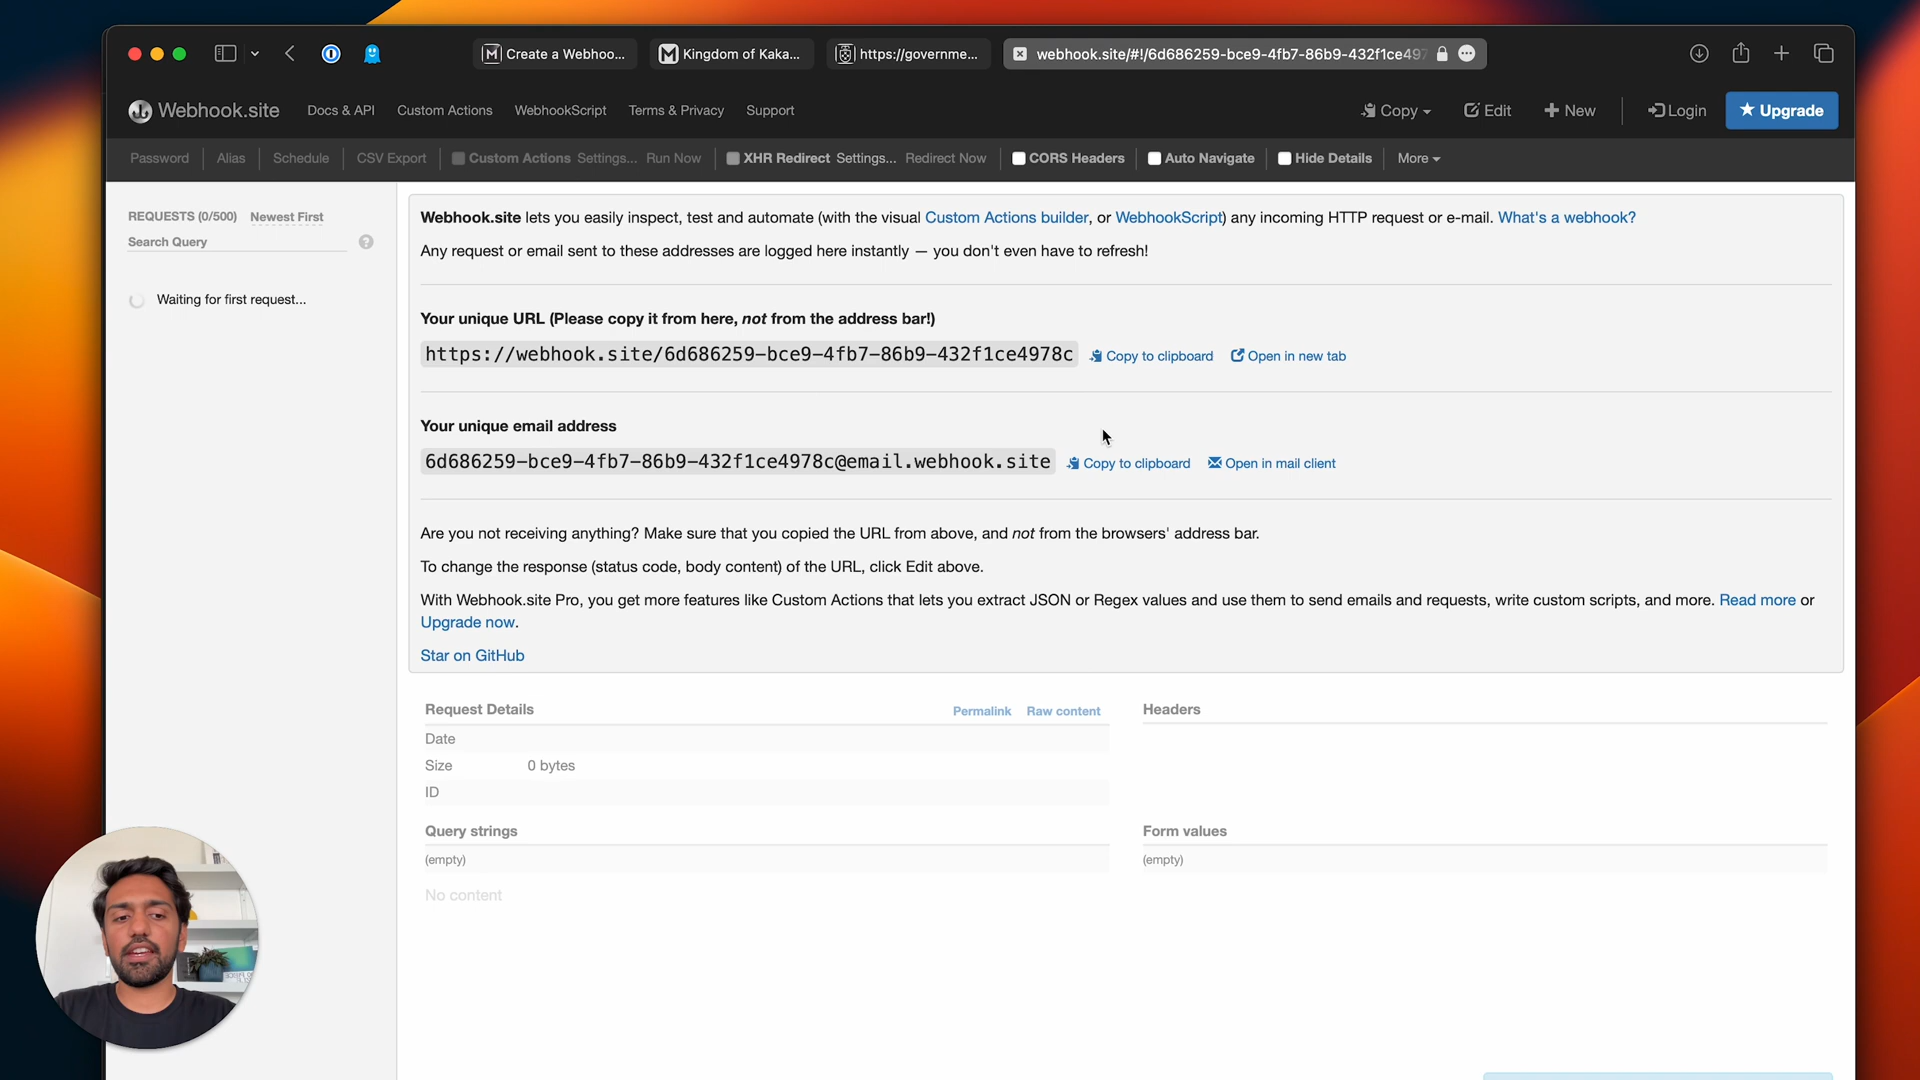 Create a Webhoo...
Kingdom of Kaka...
https://governme...
webhook.site/#!/6d686259-bce9-4fb7-86b9-432f1ce497
Webhook.site
Docs & API
Custom Actions
WebhookScript
Terms & Privacy
Support
Copy
Edit
New
Login
Upgrade
Password
Alias
Schedule
CSV Export
Custom Actions Settings... Run Now
XHR Redirect Settings... Redirect Now
CORS Headers
Auto Navigate
Hide Details
More
REQUESTS (0/500) Newest First
Search Query
?
Waiting for first request...
Webhook.site lets you easily inspect, test and automate (with the visual Custom Actions builder, or WebhookScript) any incoming HTTP request or e-mail. What's a webhook?
Any request or email sent to these addresses are logged here instantly — you don't even have to refresh!
Your unique URL (Please copy it from here, not from the address bar!)
https://webhook.site/6d686259-bce9-4fb7-86b9-432f1ce4978c Copy to clipboard Open in new tab
Your unique email address
6d686259-bce9-4fb7-86b9-432f1ce4978c@email.webhook.site Copy to clipboard Open in mail client
Are you not receiving anything? Make sure that you copied the URL from above, and not from the browsers' address bar.
To change the response (status code, body content) of the URL, click Edit above.
With Webhook.site Pro, you get more features like Custom Actions that lets you extract JSON or Regex values and use them to send emails and requests, write custom scripts, and more. Read more or
Upgrade now.
Star on GitHub
Request Details Permalink Raw content
Date
Size 0 bytes
ID
Headers
Query strings
(empty)
Form values
(empty)
No content